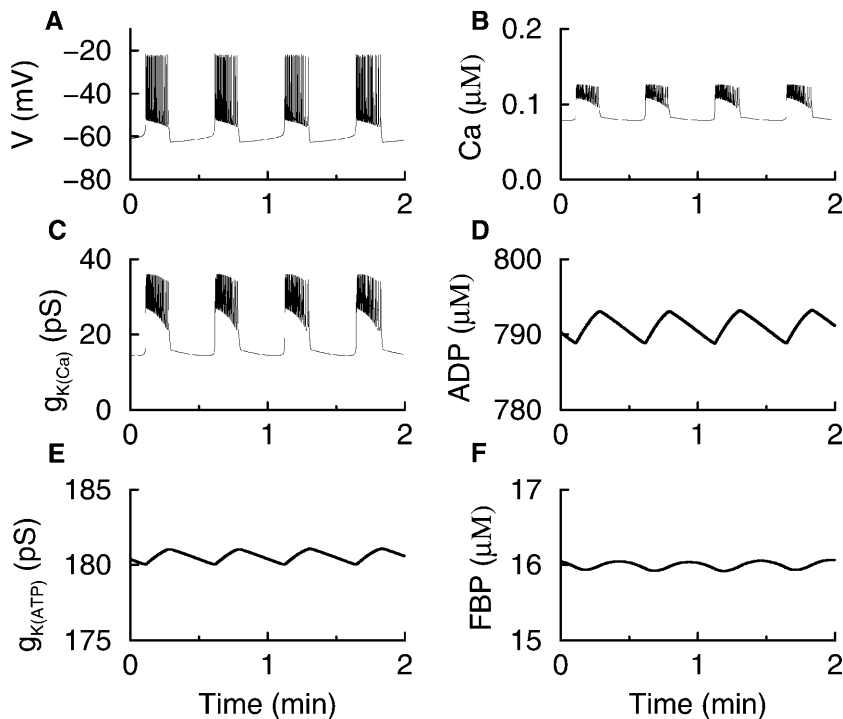 A
V (mV)
−20
−40
−60
−80
0
1
2
B
Ca (μM)
0.2
0.1
0.0
0
1
2
C
gK(Ca) (pS)
40
20
0
0
1
2
D
ADP (μM)
800
790
780
0
1
2
E
gK(ATP) (pS)
185
180
175
0
1
2
Time (min)
F
FBP (μM)
17
16
15
0
1
2
Time (min)